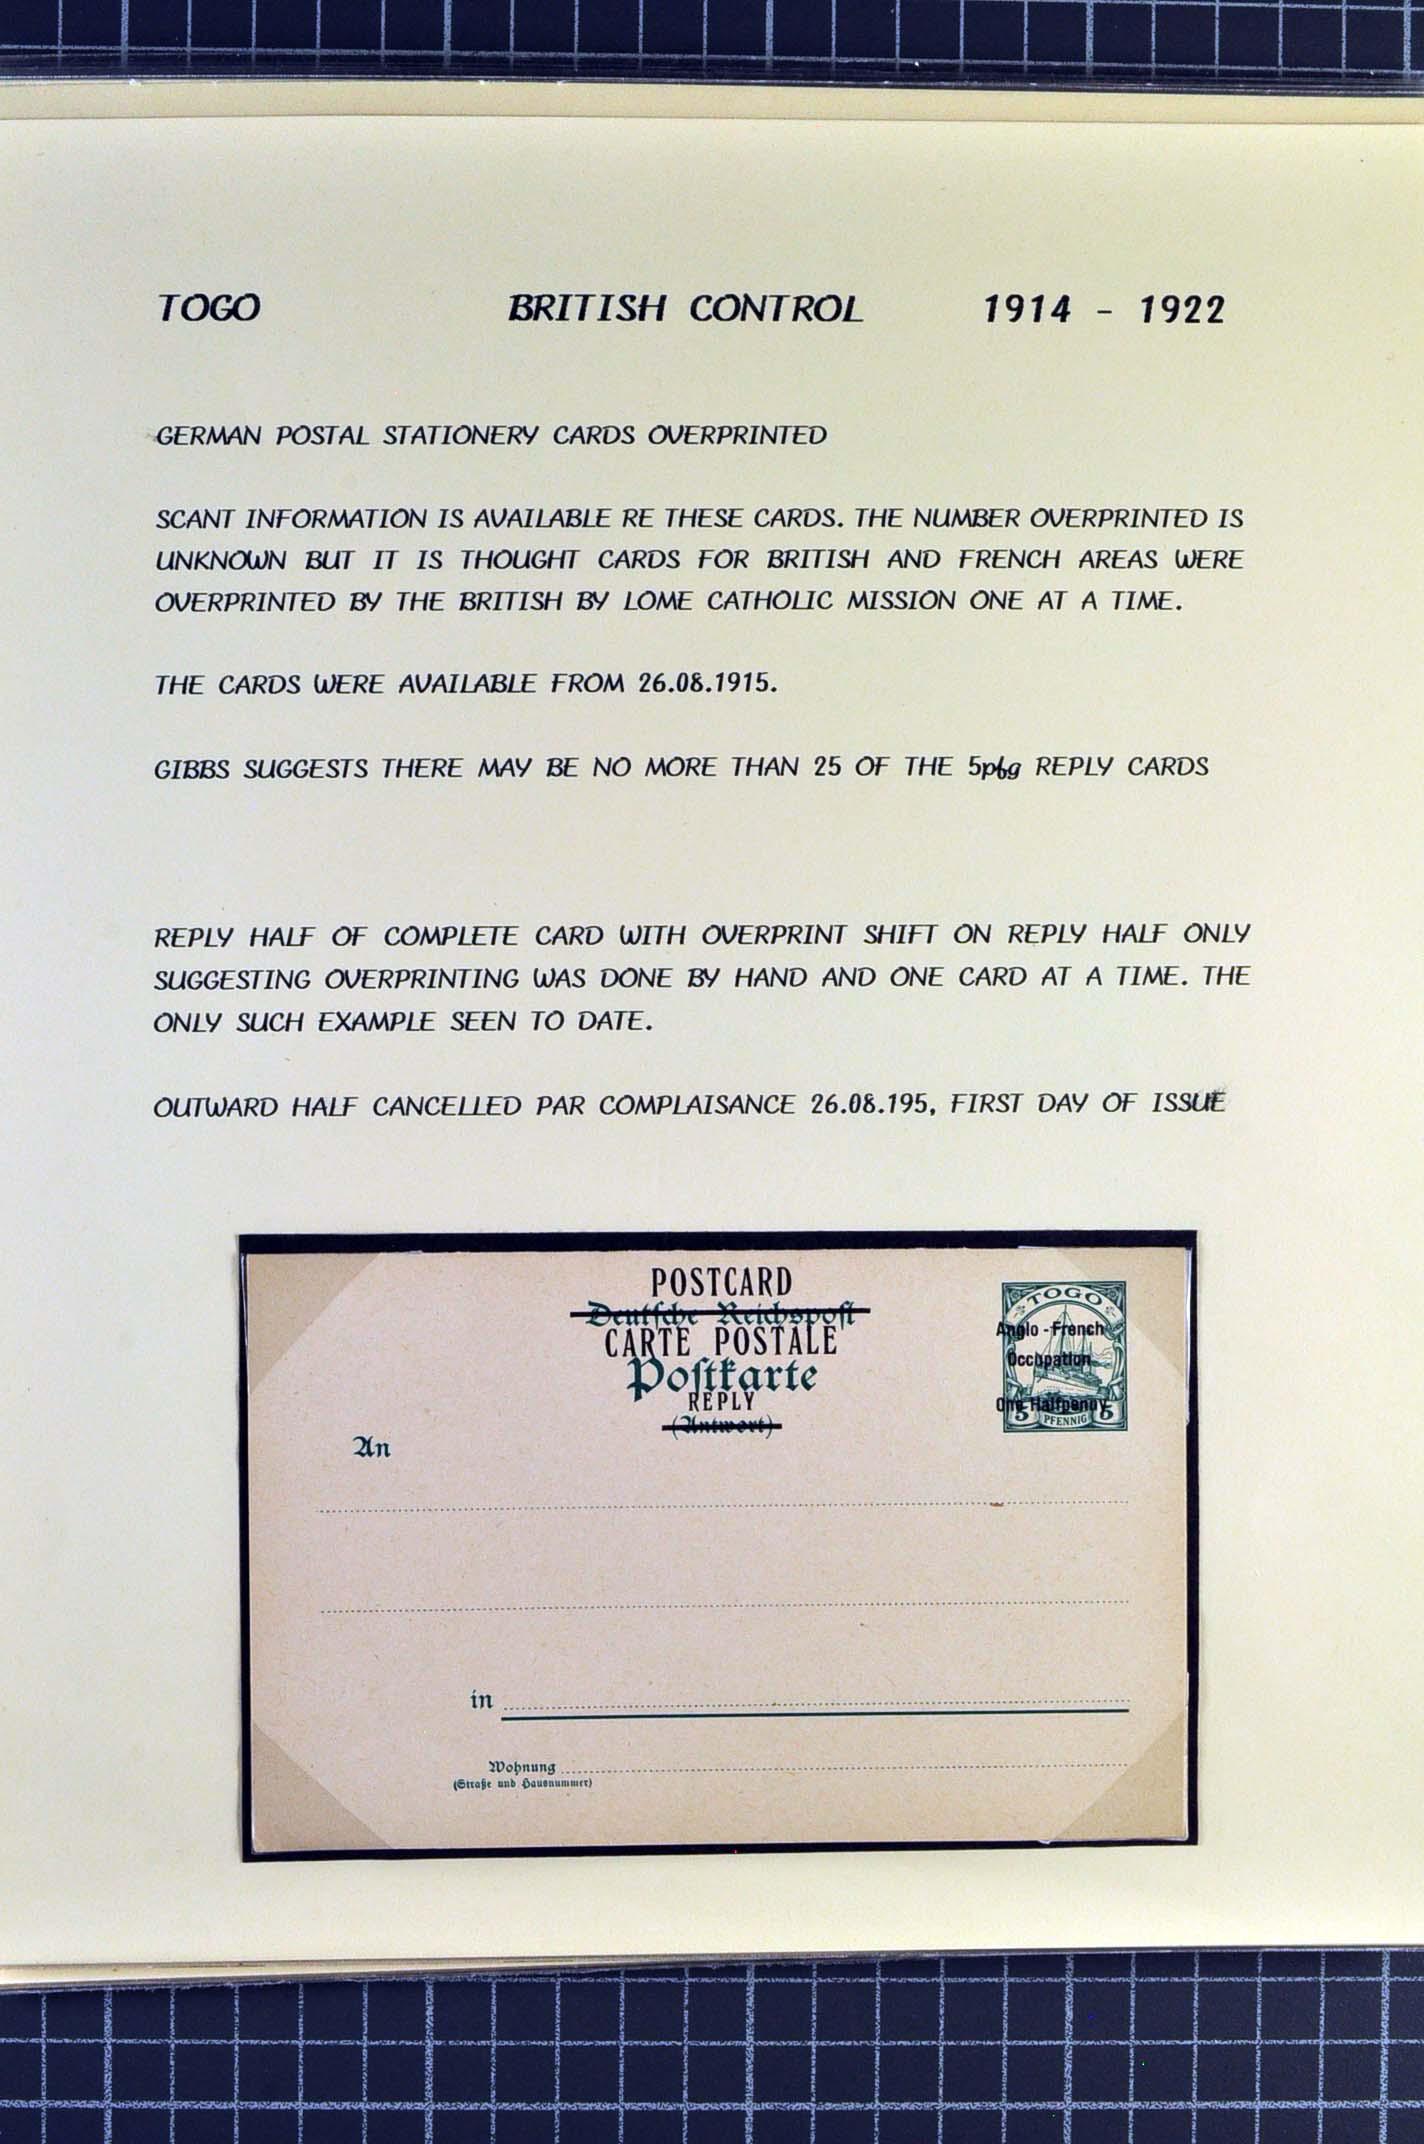 TOGO BRITISH CONTROL 1914 - 1922
GERMAN POSTAL STATIONERY CARDS OVERPRINTED
SCANT INFORMATION IS AVAILABLE RE THESE CARDS. THE NUMBER OVERPRINTED IS
UNKNOWN BUT IT IS THOUGHT CARDS FOR BRITISH AND FRENCH AREAS WERE
OVERPRINTED BY THE BRITISH BY LOME CATHOLIC MISSION ONE AT A TIME.
THE CARDS WERE AVAILABLE FROM 26.08.1915.
GIBBS SUGGESTS THERE MAY BE NO MORE THAN 25 OF THE 5pfg REPLY CARDS
REPLY HALF OF COMPLETE CARD WITH OVERPRINT SHIFT ON REPLY HALF ONLY
SUGGESTING OVERPRINTING WAS DONE BY HAND AND ONE CARD AT A TIME. THE
ONLY SUCH EXAMPLE SEEN TO DATE.
OUTWARD HALF CANCELLED PAR COMPLAISANCE 26.08.195, FIRST DAY OF ISSUE
POSTCARD
Deutsche Reichspost
CARTE POSTALE
Postkarte
REPLY
(Antwort)
TOGO
Anglo-French
Occupation
One Halfpenny
5 PFENNIG 5
An
in
Wohnung
(Straße und Hausnummer)